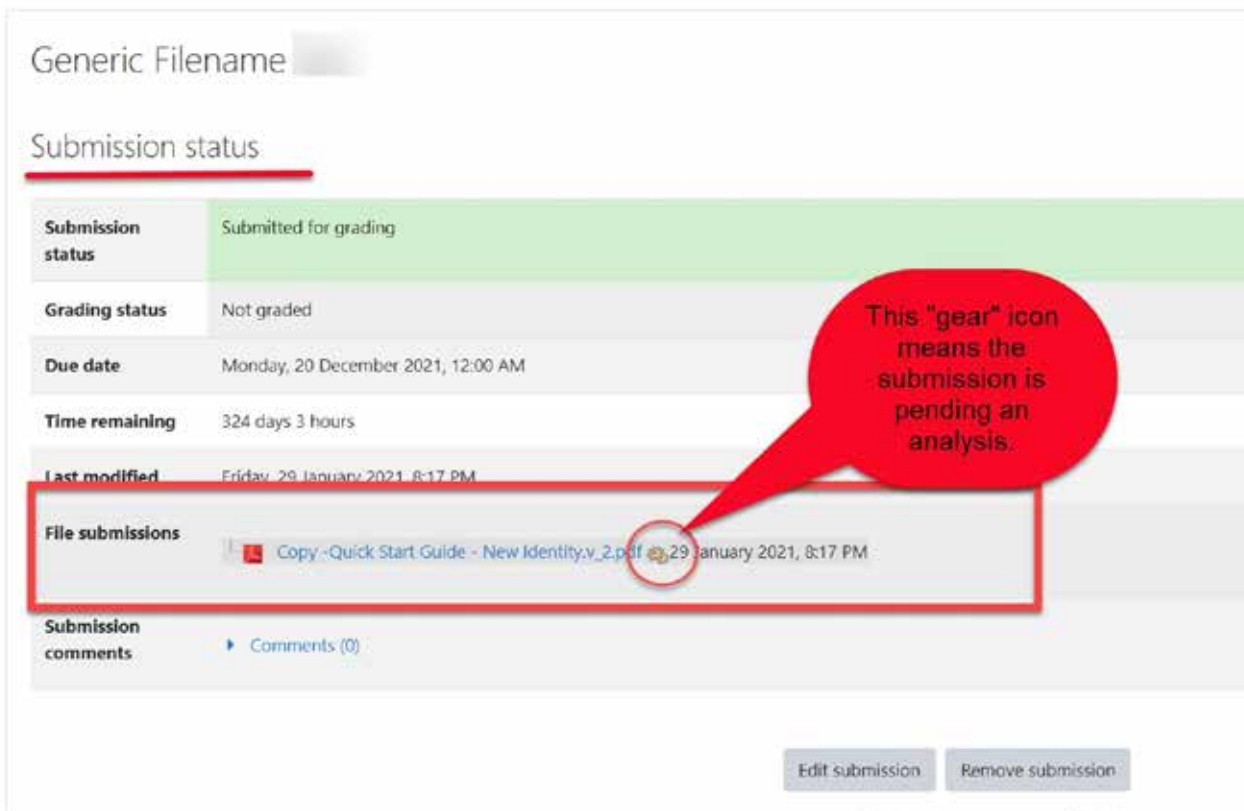 Generic Filename
Submission status
Submission
status
Submitted for grading
Grading status
Not graded
Due date
Monday, 20 December 2021, 12:00 AM
Time remaining
324 days 3 hours
Last modified
Friday, 29 January 2021, 8:17 PM
This "gear" icon
means the
submission is
pending an
analysis.
File submissions
Copy -Quick Start Guide - New Identity.v_2.pdf 29 January 2021, 8:17 PM
Submission
comments
Comments (0)
Edit submission
Remove submission